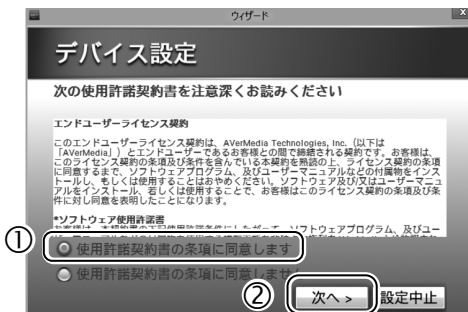 ウィザード
デバイス設定
次の使用許諾契約書を注意深くお読みください
エンドユーザーライセンス契約
このエンドユーザーライセンス契約は、AVerMedia Technologies, Inc.（以下は
「AVerMedia」）とエンドユーザーであるお客様との間で締結される契約です。お客様は、
このライセンス契約の条項及び条件を含んでいる本契約を熟読の上、ライセンス契約の条項
に同意するまで、ソフトウェアプログラム、及びユーザーマニュアルなどの付属物をインス
トールし、もしくは使用することはおやめください。ソフトウェア及び/又はユーザーマニュ
アルをインストール、若しくは使用することで、お客様はこのライセンス契約の条項及び条
件に対し同意を表明したことになります。
*ソフトウェア使用許諾書
①
使用許諾契約書の条項に同意します
使用許諾契約書の条項に同意しません
②
次へ >
設定中止